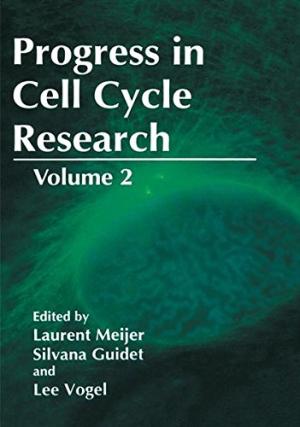 Progress in
Cell Cycle
Research
Volume 2
Edited by
Laurent Meijer
Silvana Guidet
and
Lee Vogel